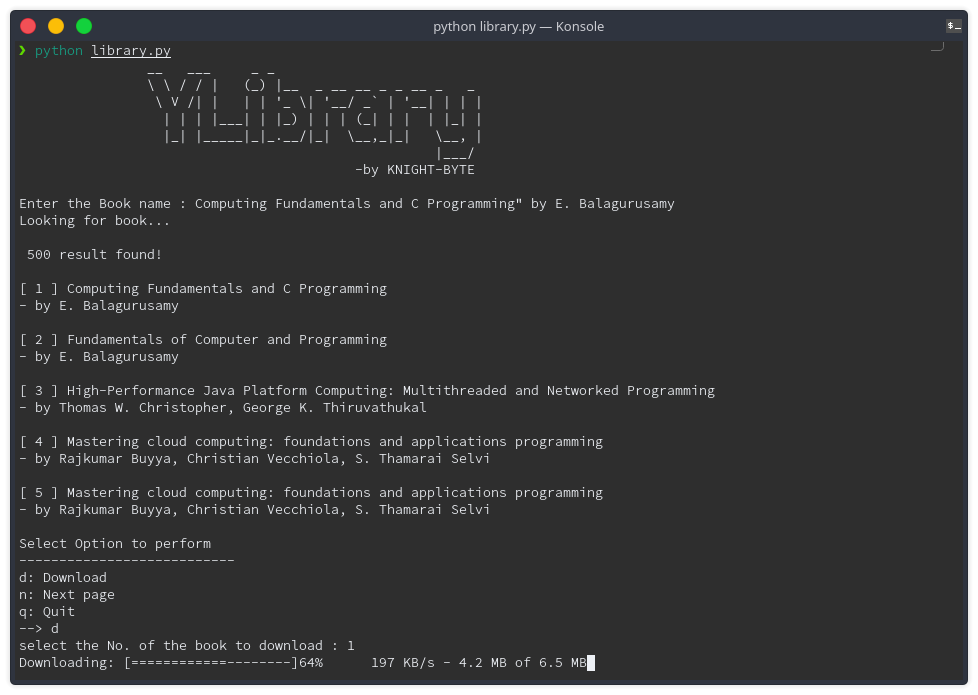 python library.py — Konsole
❯ python library.py
YLibrary
-by KNIGHT-BYTE
Enter the Book name : Computing Fundamentals and C Programming" by E. Balagurusamy
Looking for book...
500 result found!
[ 1 ] Computing Fundamentals and C Programming
- by E. Balagurusamy
[ 2 ] Fundamentals of Computer and Programming
- by E. Balagurusamy
[ 3 ] High-Performance Java Platform Computing: Multithreaded and Networked Programming
- by Thomas W. Christopher, George K. Thiruvathukal
[ 4 ] Mastering cloud computing: foundations and applications programming
- by Rajkumar Buyya, Christian Vecchiola, S. Thamarai Selvi
[ 5 ] Mastering cloud computing: foundations and applications programming
- by Rajkumar Buyya, Christian Vecchiola, S. Thamarai Selvi
Select Option to perform
---------------------------
d: Download
n: Next page
q: Quit
--> d
select the No. of the book to download : 1
Downloading: [============--------]64%      197 KB/s - 4.2 MB of 6.5 MB